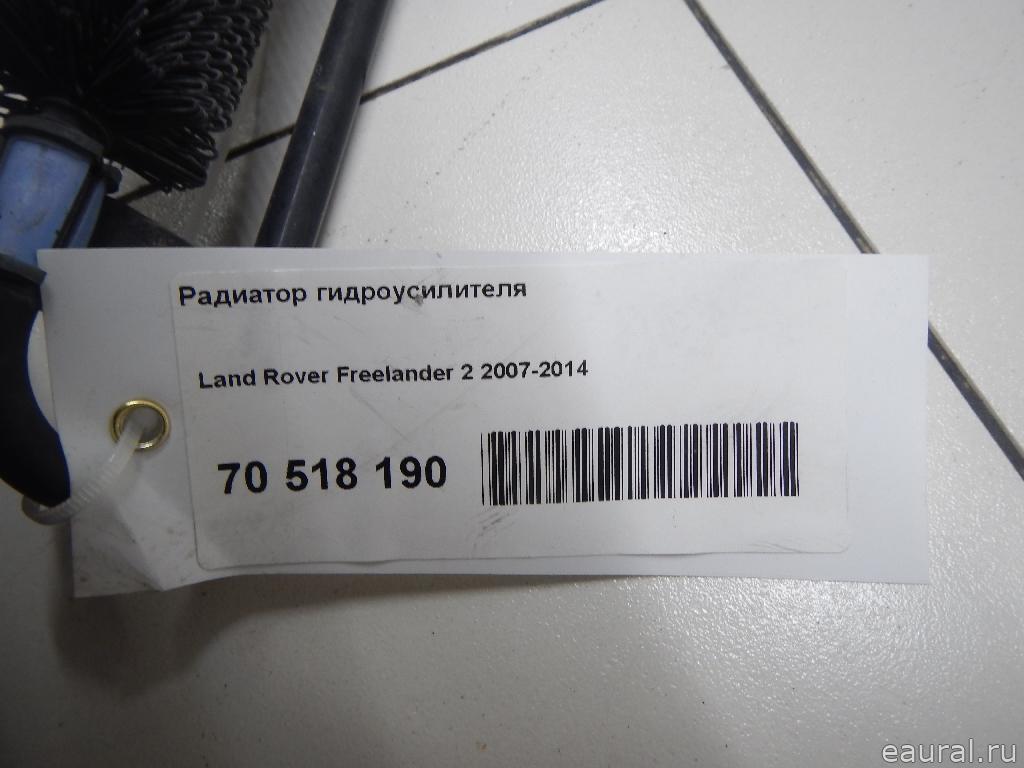 Радиатор гидроусилителя
Land Rover Freelander 2 2007-2014
70 518 190
eaural.ru